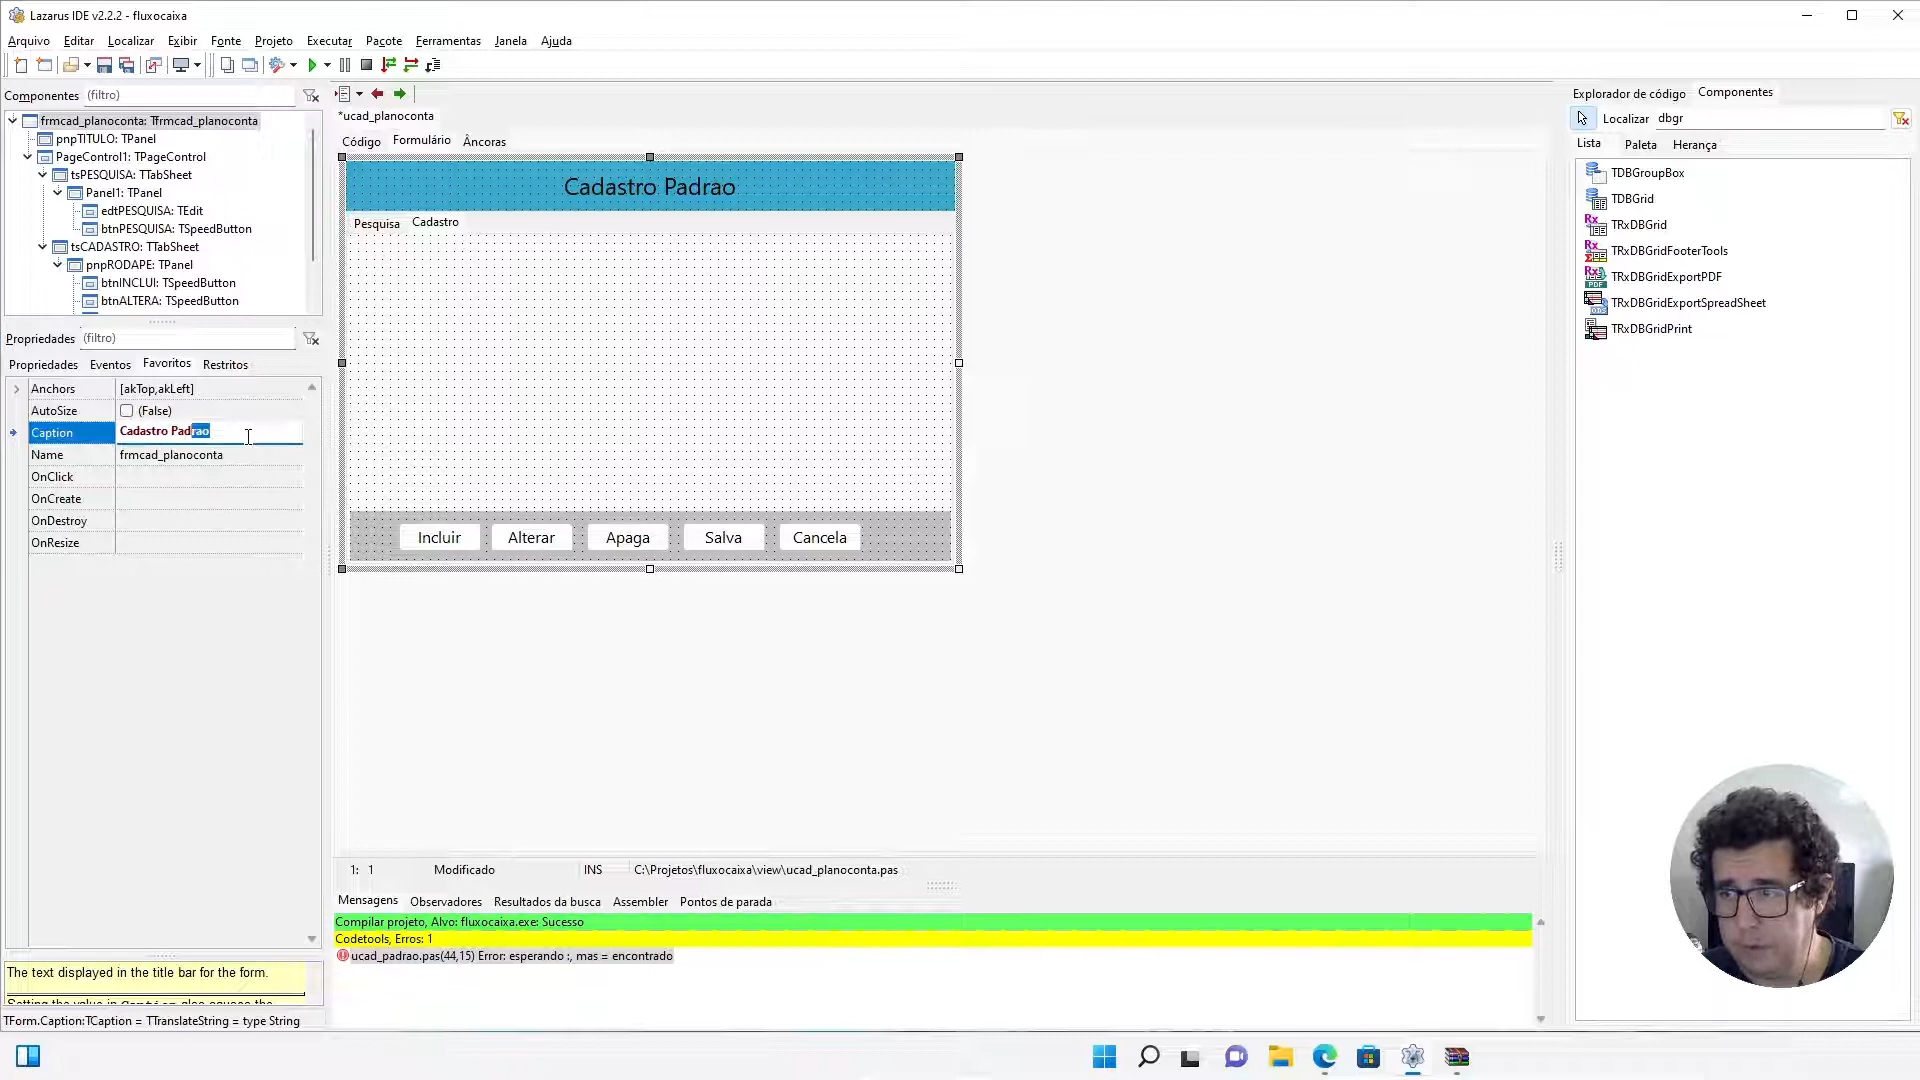 Lazarus IDE v2.2.2 - fluxocaixa
Arquivo Editar Localizar Exibir Fonte Projeto Executar Pacote Ferramentas Janela Ajuda
Componentes (filtro)
frmcad_planoconta: Tfrmcad_planoconta
pnpTITULO: TPanel
PageControl1: TPageControl
tsPESQUISA: TTabSheet
Panel1: TPanel
edtPESQUISA: TEdit
btnPESQUISA: TSpeedButton
tsCADASTRO: TTabSheet
pnpRODAPE: TPanel
btnINCLUI: TSpeedButton
btnALTERA: TSpeedButton
Propriedades (filtro)
Propriedades Eventos Favoritos Restritos
Anchors [akTop,akLeft]
AutoSize (False)
Caption Cadastro Padrao
Name frmcad_planoconta
OnClick
OnCreate
OnDestroy
OnResize
The text displayed in the title bar for the form.
TForm.Caption:TCaption = TTranslateString = type String
*ucad_planoconta
Código Formulário Âncoras
Cadastro Padrao
Pesquisa Cadastro
Incluir Alterar Apaga Salva Cancela
1: 1 Modificado INS C:\Projetos\fluxocaixa\view\ucad_planoconta.pas
Mensagens Observadores Resultados da busca Assembler Pontos de parada
Compilar projeto, Alvo: fluxocaixa.exe: Sucesso
Codetools, Erros: 1
ucad_padrao.pas(44,15) Error: esperando :, mas = encontrado
Explorador de código Componentes
Localizar dbgr
Lista Paleta Herança
TDBGroupBox
TDBGrid
TRxDBGrid
TRxDBGridFooterTools
TRxDBGridExportPDF
TRxDBGridExportSpreadSheet
TRxDBGridPrint